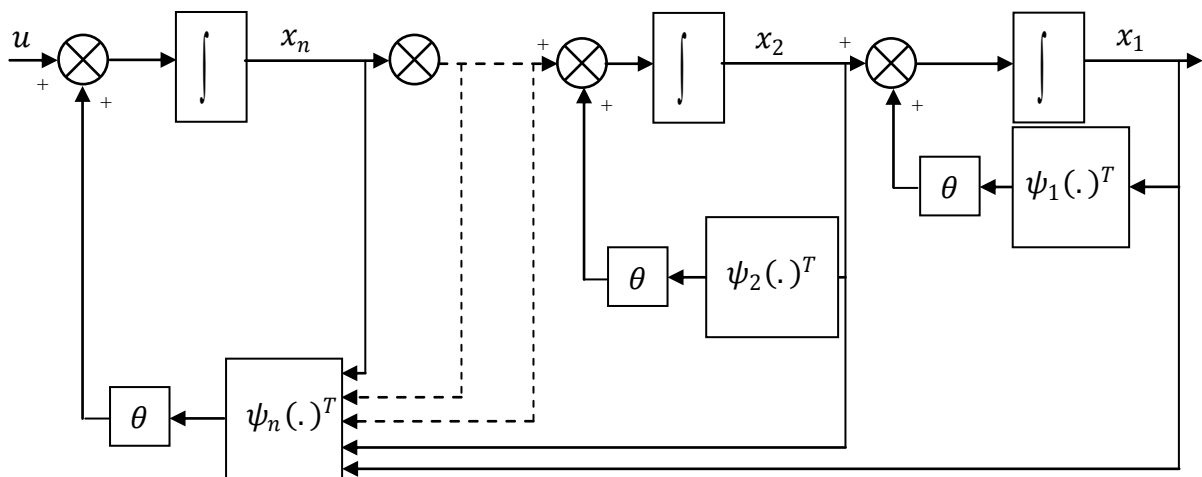 u
+
+
∫
x_n
+
+
∫
x_2
+
+
∫
x_1
θ
ψ_1(.)^T
θ
ψ_2(.)^T
θ
ψ_n(.)^T